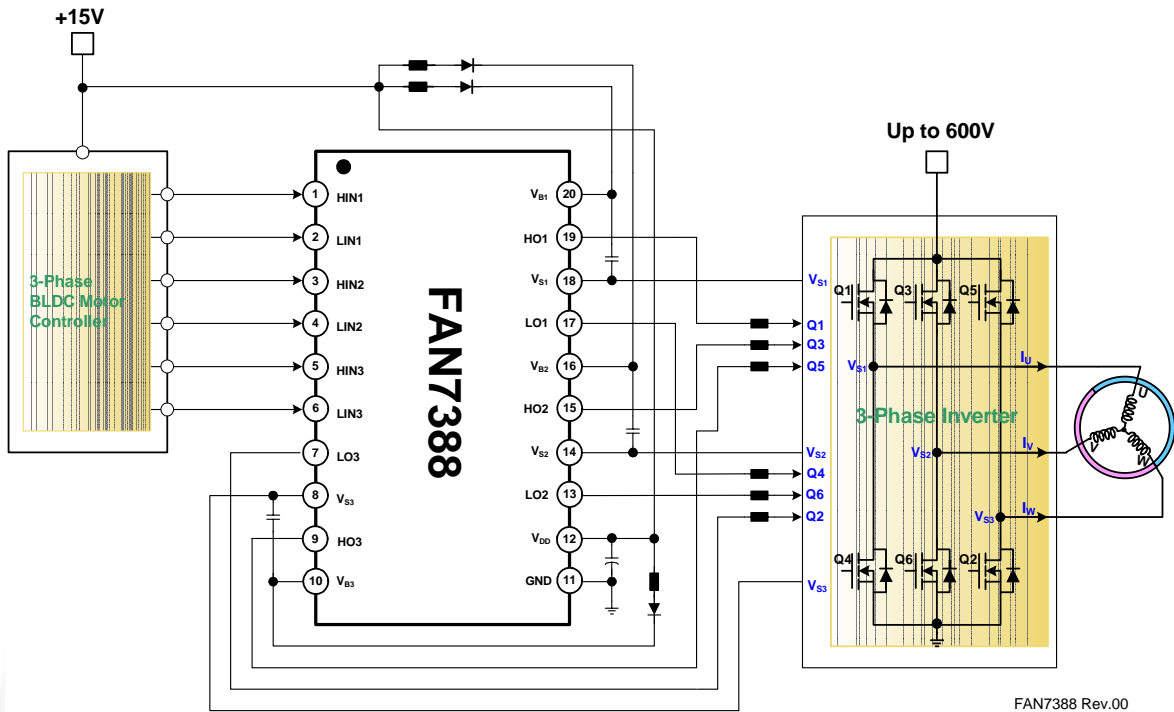 +15V
Up to 600V
3-Phase
BLDC Motor
Controller
1 HIN1
2 LIN1
3 HIN2
4 LIN2
5 HIN3
6 LIN3
7 LO3
8 VS3
9 HO3
10 VB3
FAN7388
VB1 20
HO1 19
VS1 18
LO1 17
VB2 16
HO2 15
VS2 14
LO2 13
VDD 12
GND 11
VS1
Q1
Q3
Q5
VS2
Q4
Q6
Q2
VS3
Q1 Q3 Q5
VS1
3-Phase Inverter
VS2
VS3
Q4 Q6 Q2
IU
IV
IW
U
V
W
FAN7388 Rev.00